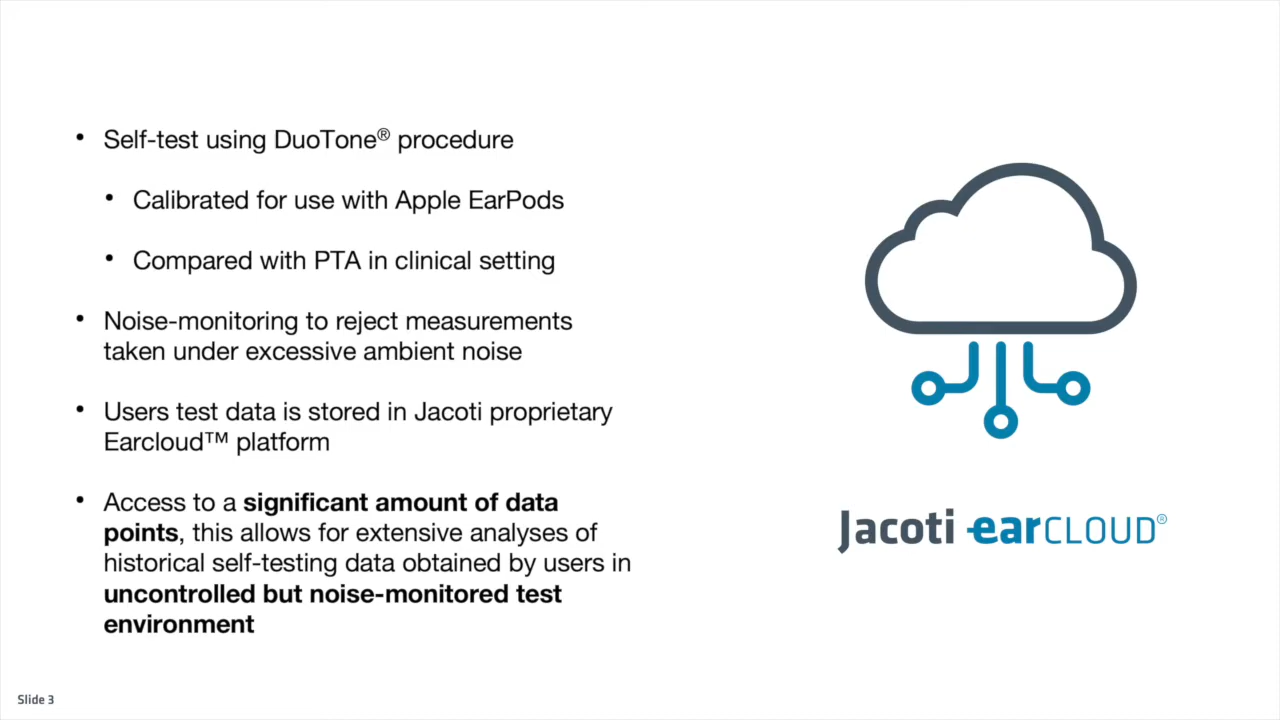 • Self-test using DuoTone® procedure
• Calibrated for use with Apple EarPods
• Compared with PTA in clinical setting
• Noise-monitoring to reject measurements
taken under excessive ambient noise
• Users test data is stored in Jacoti proprietary
Earcloud™ platform
• Access to a significant amount of data
points, this allows for extensive analyses of
historical self-testing data obtained by users in
uncontrolled but noise-monitored test
environment
Jacoti earCLOUD®
Slide 3